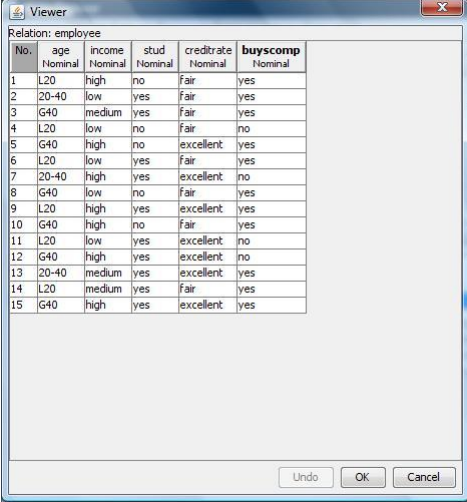 Viewer
Relation: employee
No. age income stud creditrate buyscomp
Nominal Nominal Nominal Nominal Nominal
1 L20 high no fair yes
2 20-40 low yes fair yes
3 G40 medium yes fair yes
4 L20 low no fair no
5 G40 high no excellent yes
6 L20 low yes fair yes
7 20-40 high yes excellent no
8 G40 low no fair yes
9 L20 high yes excellent yes
10 G40 high no fair yes
11 L20 low yes excellent no
12 G40 high yes excellent no
13 20-40 medium yes excellent yes
14 L20 medium yes fair yes
15 G40 high yes excellent yes
Undo OK Cancel